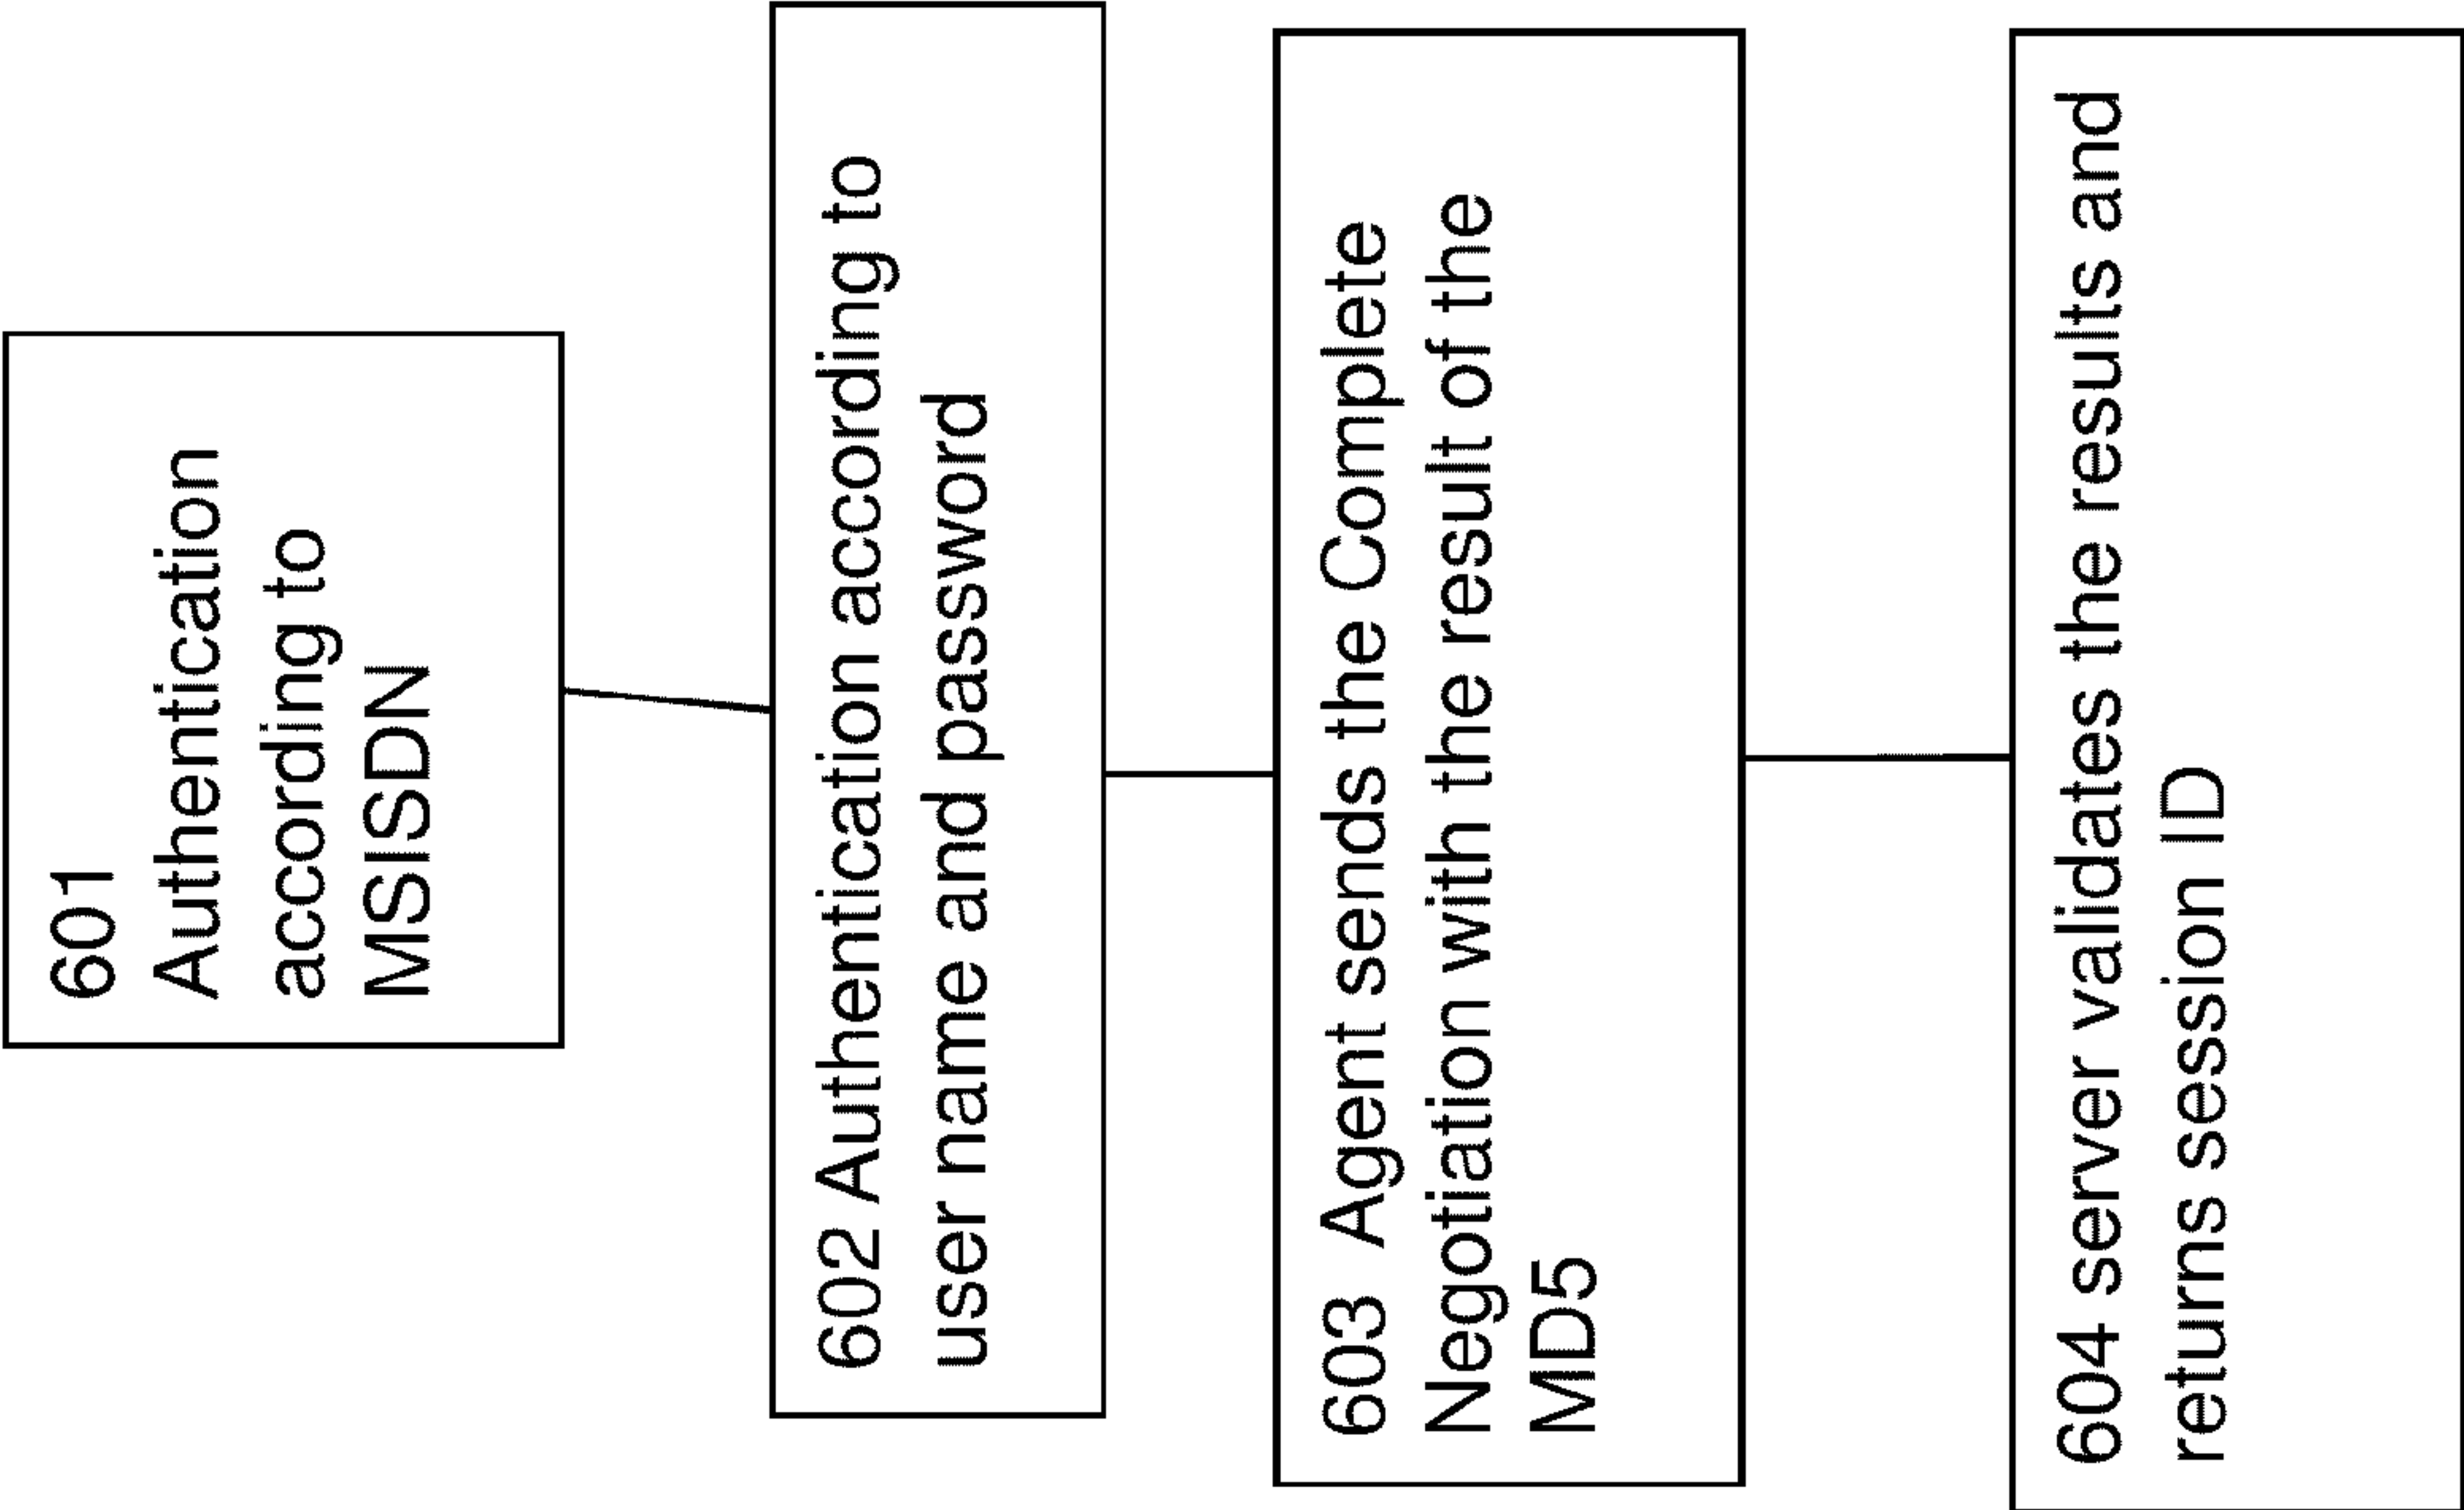 601
Authentication
according to
MSISDN
602 Authentication according to
user name and password
603 Agent sends the Complete
Negotiation with the result of the
MD5
604 server validates the results and
returns session ID